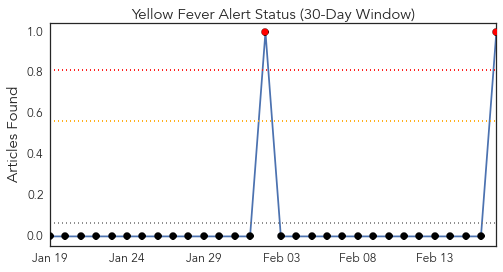 Yellow Fever Alert Status (30-Day Window)
Articles Found
1.0
0.8
0.6
0.4
0.2
0.0
Jan 19 Jan 24 Jan 29 Feb 03 Feb 08 Feb 13